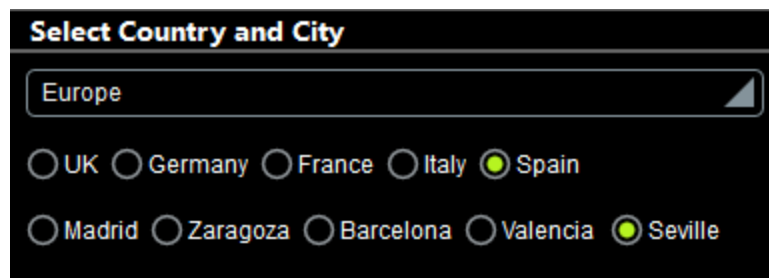 Select Country and City
Europe
UK Germany France Italy Spain
Madrid Zaragoza Barcelona Valencia Seville